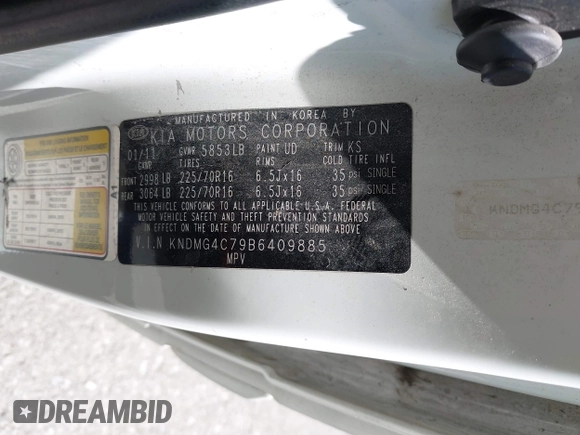 MANUFACTURED IN KOREA
KIA KIA MOTORS CORPORATION
01/11 GVWR 5853LB PAINT UD TRIM KS
GAWR TIRES RIMS COLD TIRE INFL
FRONT 2998 LB 225/70R16 6.5Jx16 35 psi SINGLE
REAR 3064 LB 225/70R16 6.5Jx16 35 psi SINGLE
THIS VEHICLE CONFORMS TO ALL APPLICABLE U.S.A. FEDERAL
MOTOR VEHICLE SAFETY AND THEFT PREVENTION STANDARDS
IN EFFECT ON THE DATE OF MANUFACTURE SHOWN ABOVE
V.I.N KNDMG4C79B6409885
MPV
KNDMG4C79
DREAMBID